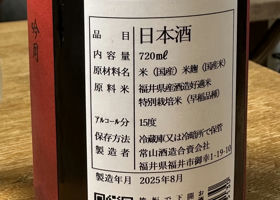 吟月
品目 日本酒
内容量 720㎖
原材料名 米(国産)米麹(国産米)
原料米 福井県産酒造好適米
特別栽培米(早稲品種)
アルコール分 15度
保存方法 冷蔵庫又は冷暗所で保管
製造者 常山酒造合資会社
福井県福井市御幸1-19-10
製造年月 2025年8月